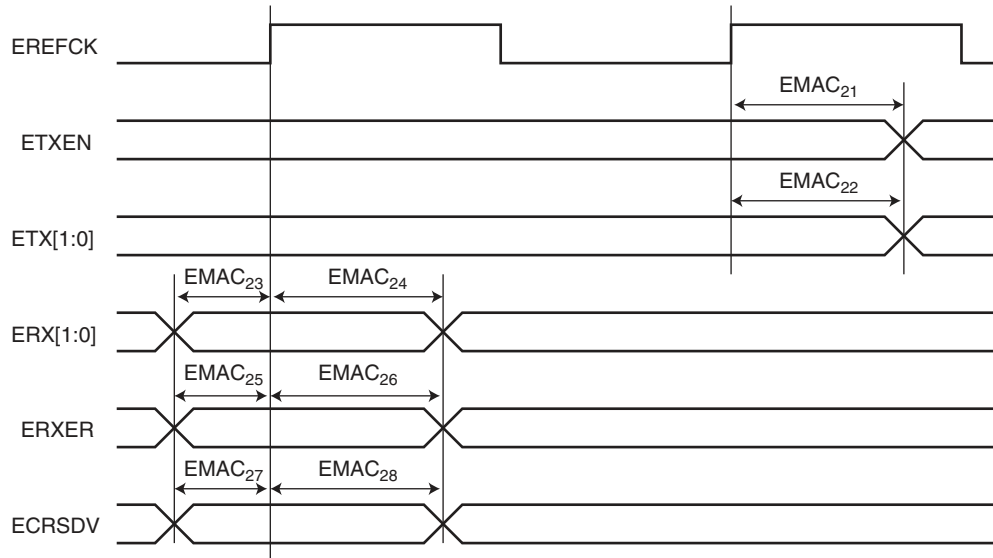 EREFCK
EMAC₂₁
ETXEN
EMAC₂₂
ETX[1:0]
EMAC₂₃ EMAC₂₄
ERX[1:0]
EMAC₂₅ EMAC₂₆
ERXER
EMAC₂₇ EMAC₂₈
ECRSDV